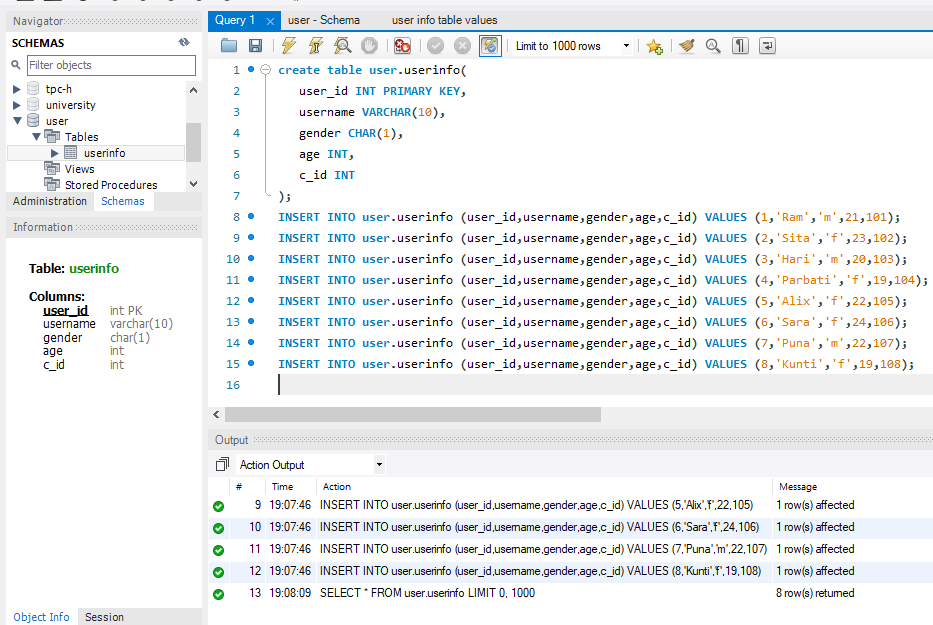 Navigator
SCHEMAS
Filter objects
tpc-h
university
user
Tables
userinfo
Views
Stored Procedures
Administration Schemas
Information
Table: userinfo
Columns:
user_id int PK
username varchar(10)
gender char(1)
age int
c_id int
Object Info Session
Query 1 user - Schema user info table values
Limit to 1000 rows
1 create table user.userinfo(
2 user_id INT PRIMARY KEY,
3 username VARCHAR(10),
4 gender CHAR(1),
5 age INT,
6 c_id INT
7 );
8 INSERT INTO user.userinfo (user_id,username,gender,age,c_id) VALUES (1,'Ram','m',21,101);
9 INSERT INTO user.userinfo (user_id,username,gender,age,c_id) VALUES (2,'Sita','f',23,102);
10 INSERT INTO user.userinfo (user_id,username,gender,age,c_id) VALUES (3,'Hari','m',20,103);
11 INSERT INTO user.userinfo (user_id,username,gender,age,c_id) VALUES (4,'Parbati','f',19,104);
12 INSERT INTO user.userinfo (user_id,username,gender,age,c_id) VALUES (5,'Alix','f',22,105);
13 INSERT INTO user.userinfo (user_id,username,gender,age,c_id) VALUES (6,'Sara','f',24,106);
14 INSERT INTO user.userinfo (user_id,username,gender,age,c_id) VALUES (7,'Puna','m',22,107);
15 INSERT INTO user.userinfo (user_id,username,gender,age,c_id) VALUES (8,'Kunti','f',19,108);
16
Output
Action Output
# Time Action Message
9 19:07:46 INSERT INTO user.userinfo (user_id,username,gender,age,c_id) VALUES (5,'Alix','f',22,105) 1 row(s) affected
10 19:07:46 INSERT INTO user.userinfo (user_id,username,gender,age,c_id) VALUES (6,'Sara','f',24,106) 1 row(s) affected
11 19:07:46 INSERT INTO user.userinfo (user_id,username,gender,age,c_id) VALUES (7,'Puna','m',22,107) 1 row(s) affected
12 19:07:46 INSERT INTO user.userinfo (user_id,username,gender,age,c_id) VALUES (8,'Kunti','f',19,108) 1 row(s) affected
13 19:08:09 SELECT * FROM user.userinfo LIMIT 0, 1000 8 row(s) returned